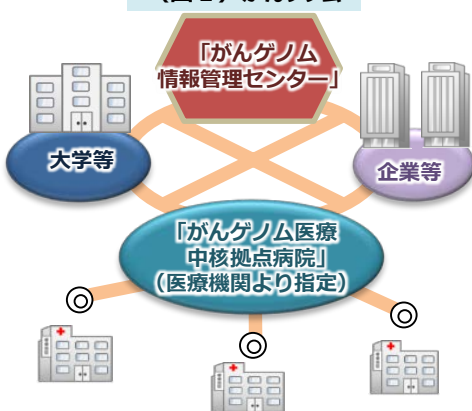 「がんゲノム
情報管理センター」
大学等
企業等
「がんゲノム医療
中核拠点病院」
（医療機関より指定）
◎
◎
◎